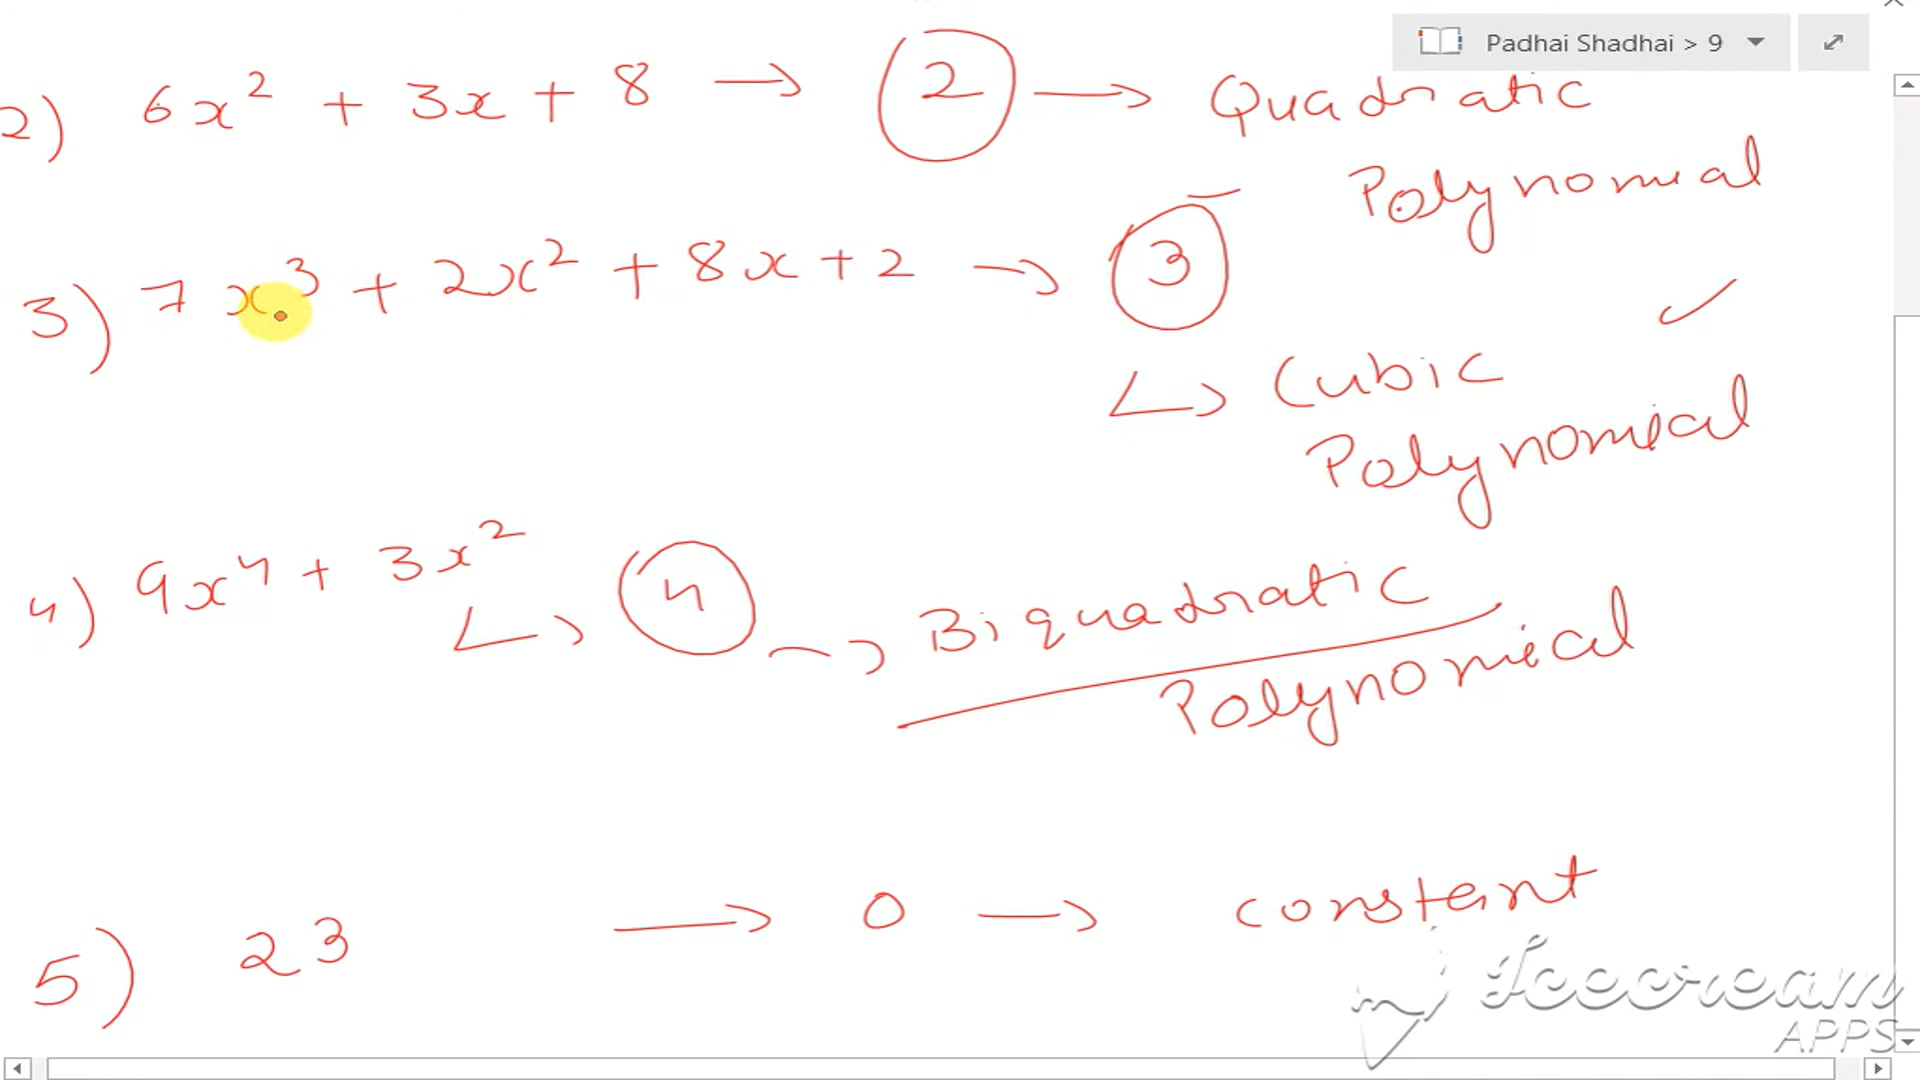 Padhai Shadhai > 9
2) 6x² + 3x + 8 → 2 → Quadratic
Polynomial
3) 7x³ + 2x² + 8x + 2 → 3
↳ Cubic
Polynomial
4) 9x⁴ + 3x²
↳ 4 → Biquadratic
Polynomial
5) 23 → 0 → constant
Icecream
APPS